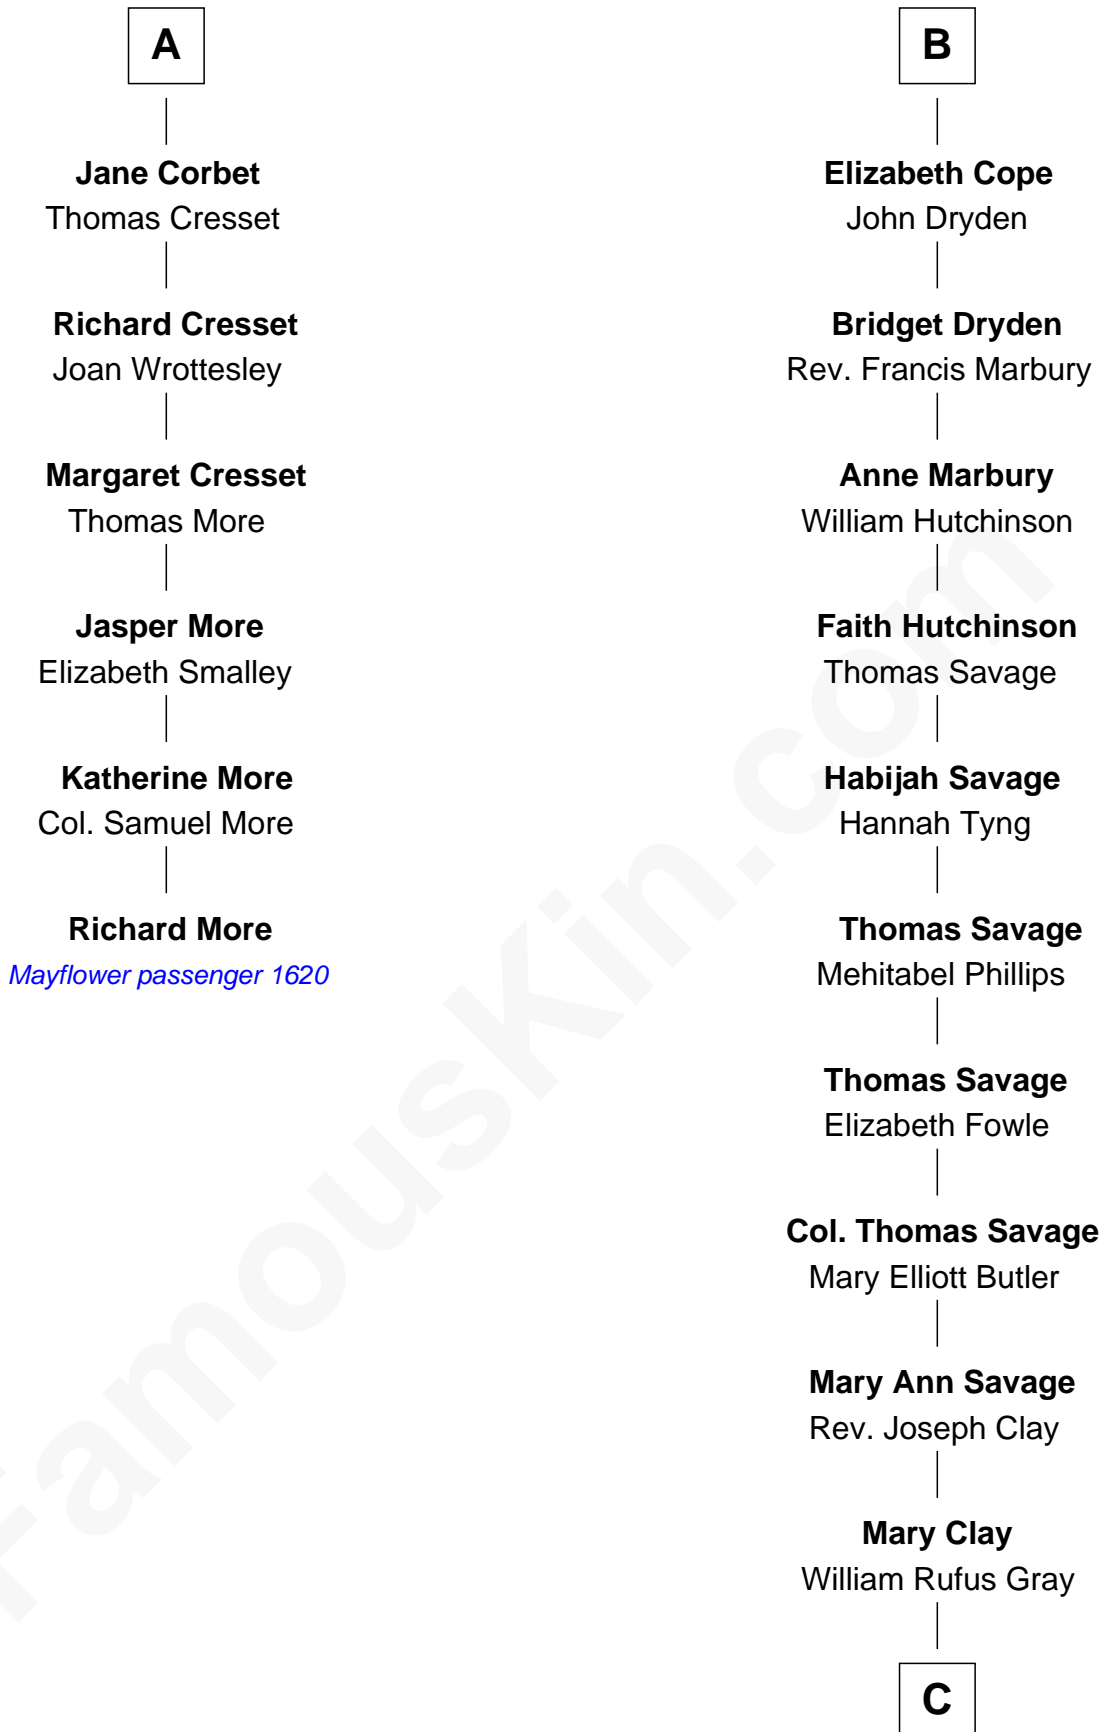 A
Jane Corbet
Thomas Cresset
Richard Cresset
Joan Wrottesley
Margaret Cresset
Thomas More
Jasper More
Elizabeth Smalley
Katherine More
Col. Samuel More
Richard More
Mayflower passenger 1620
B
Elizabeth Cope
John Dryden
Bridget Dryden
Rev. Francis Marbury
Anne Marbury
William Hutchinson
Faith Hutchinson
Thomas Savage
Habijah Savage
Hannah Tyng
Thomas Savage
Mehitabel Phillips
Thomas Savage
Elizabeth Fowle
Col. Thomas Savage
Mary Elliott Butler
Mary Ann Savage
Rev. Joseph Clay
Mary Clay
William Rufus Gray
C
FamousKin.com